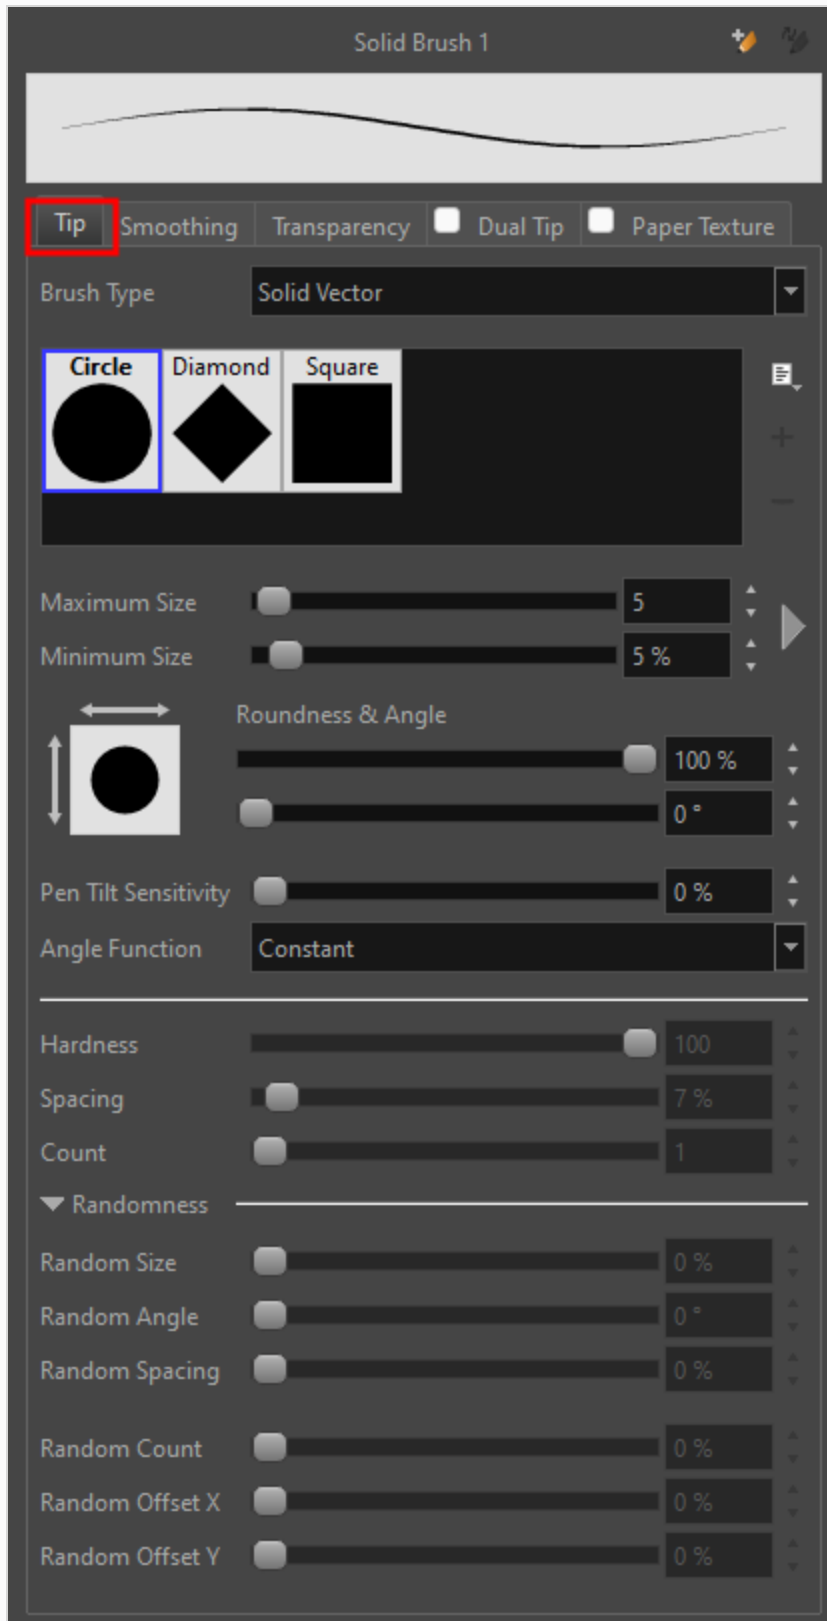 Solid Brush 1
Tip Smoothing Transparency Dual Tip Paper Texture
Brush Type Solid Vector
Circle Diamond Square
Maximum Size 5
Minimum Size 5 %
Roundness & Angle
100 %
0 °
Pen Tilt Sensitivity 0 %
Angle Function Constant
Hardness 100
Spacing 7 %
Count 1
Randomness
Random Size 0 %
Random Angle 0 °
Random Spacing 0 %
Random Count 0 %
Random Offset X 0 %
Random Offset Y 0 %